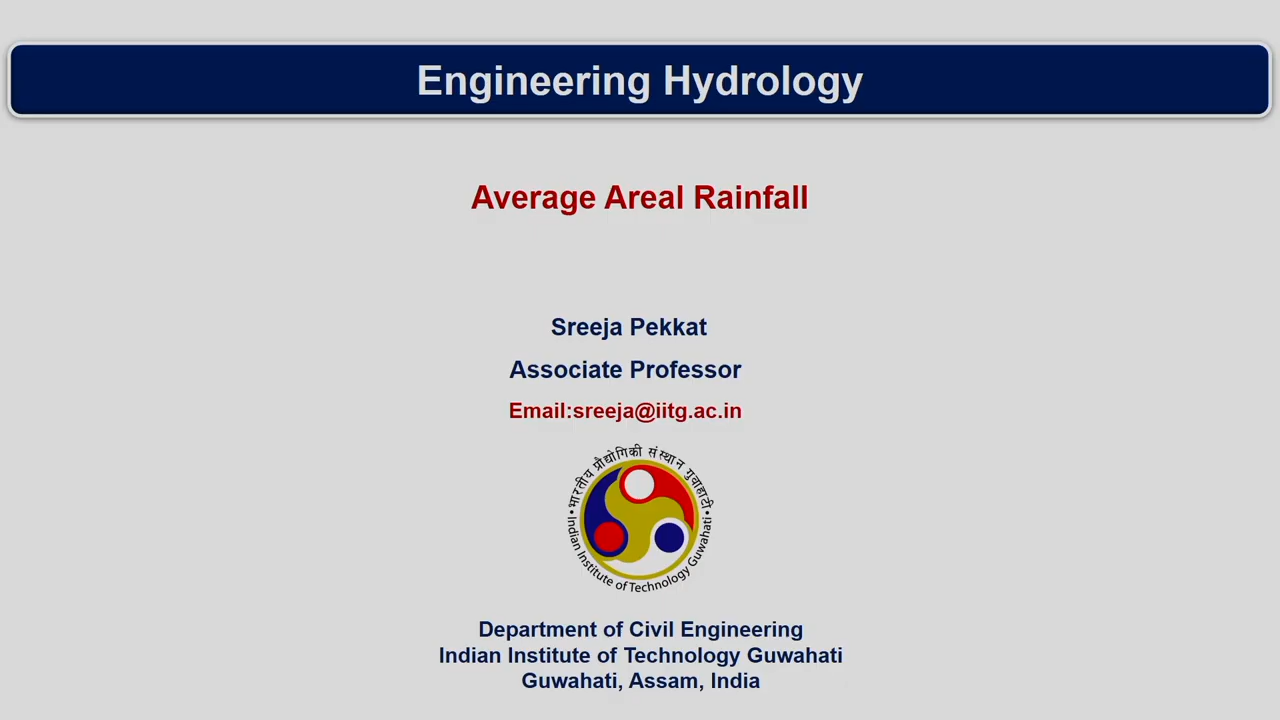 Engineering Hydrology
Average Areal Rainfall
Sreeja Pekkat
Associate Professor
Email:sreeja@iitg.ac.in
भारतीय प्रौद्योगिकी संस्थान गुवाहाटी
Indian Institute of Technology Guwahati
Department of Civil Engineering
Indian Institute of Technology Guwahati
Guwahati, Assam, India